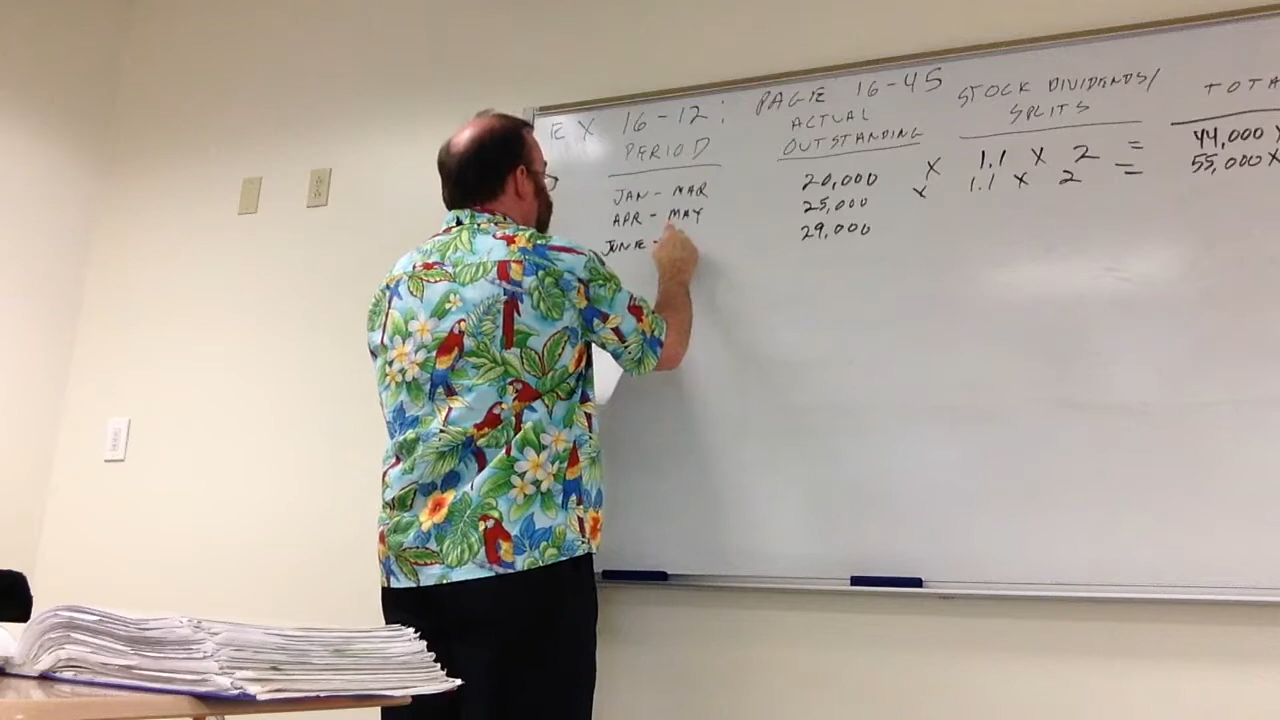 EX 16-12: PAGE 16-45
PERIOD
ACTUAL
OUTSTANDING
STOCK DIVIDENDS/
SPLITS
TOTA
JAN - MAR 20,000 X 1.1 X 2 = 44,000 X
APR - MAY 25,000 X 1.1 X 2 = 55,000 X
JUNE - 29,000